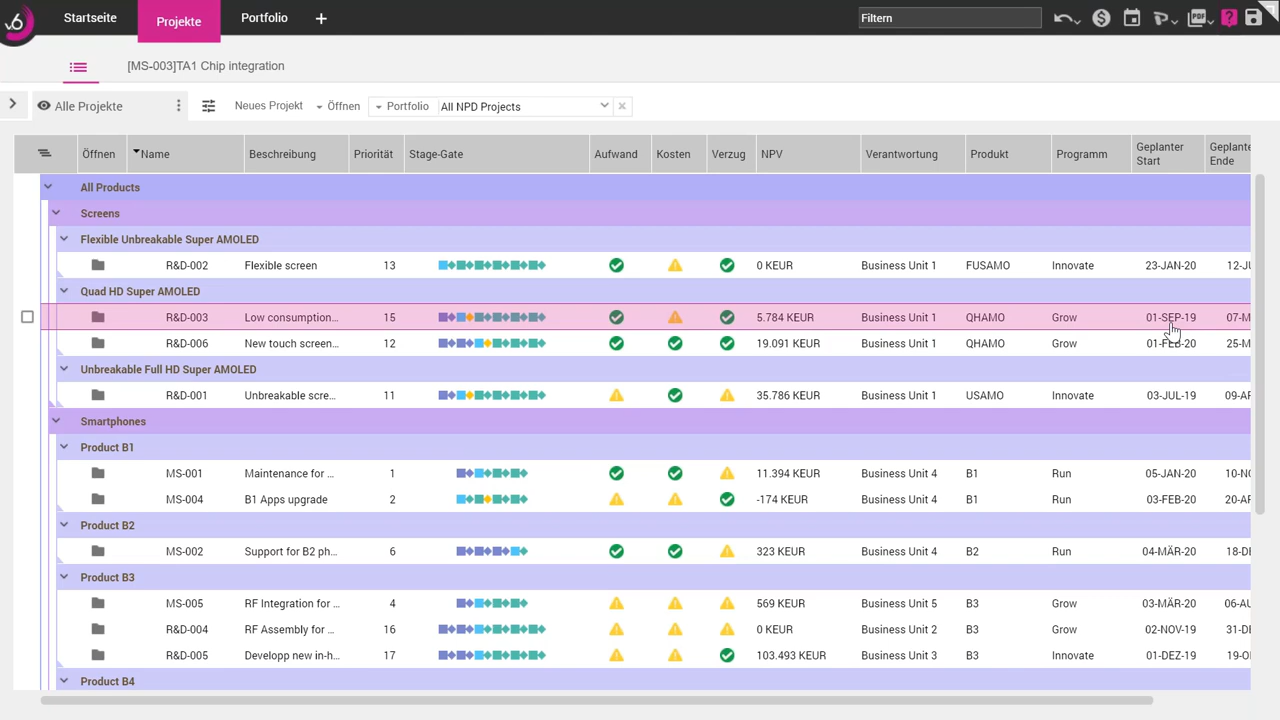 v6 Startseite Projekte Portfolio + Filtern PDF ?
[MS-003]TA1 Chip integration
Alle Projekte Neues Projekt Öffnen Portfolio All NPD Projects
Öffnen Name Beschreibung Priorität Stage-Gate Aufwand Kosten Verzug NPV Verantwortung Produkt Programm Geplanter Start Geplante Ende
All Products
Screens
Flexible Unbreakable Super AMOLED
R&D-002 Flexible screen 13 0 KEUR Business Unit 1 FUSAMO Innovate 23-JAN-20 12-JU
Quad HD Super AMOLED
R&D-003 Low consumption... 15 5.784 KEUR Business Unit 1 QHAMO Grow 01-SEP-19 07-M
R&D-006 New touch screen... 12 19.091 KEUR Business Unit 1 QHAMO Grow 01-FEB-20 25-M
Unbreakable Full HD Super AMOLED
R&D-001 Unbreakable scre... 11 35.786 KEUR Business Unit 1 USAMO Innovate 03-JUL-19 09-AP
Smartphones
Product B1
MS-001 Maintenance for ... 1 11.394 KEUR Business Unit 4 B1 Run 05-JAN-20 10-NO
MS-004 B1 Apps upgrade 2 -174 KEUR Business Unit 4 B1 Run 03-FEB-20 20-AP
Product B2
MS-002 Support for B2 ph... 6 323 KEUR Business Unit 4 B2 Run 04-MÄR-20 18-DE
Product B3
MS-005 RF Integration for ... 4 569 KEUR Business Unit 5 B3 Grow 03-MÄR-20 06-AU
R&D-004 RF Assembly for ... 16 0 KEUR Business Unit 2 B3 Grow 02-NOV-19 31-DE
R&D-005 Developp new in-h... 17 103.493 KEUR Business Unit 3 B3 Innovate 01-DEZ-19 19-O
Product B4